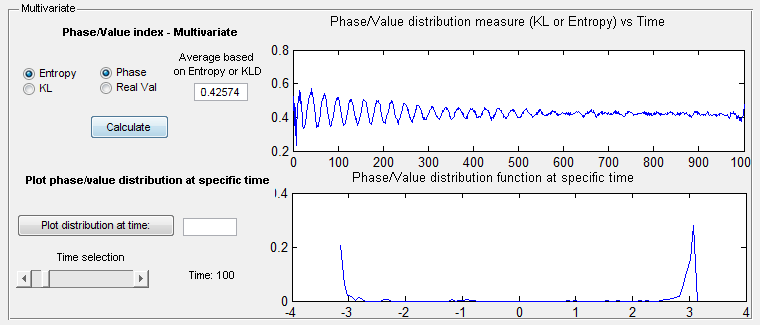 Multivariate
Phase/Value index - Multivariate
Entropy
KL
Phase
Real Val
Average based
on Entropy or KLD
0.42574
Calculate
Phase/Value distribution measure (KL or Entropy) vs Time
0.8
0.6
0.4
0.2
0 100 200 300 400 500 600 700 800 900 1000
Plot phase/value distribution at specific time
Plot distribution at time:
Time selection
Time: 100
Phase/Value distribution function at specific time
0.4
0.2
0
-4 -3 -2 -1 0 1 2 3 4